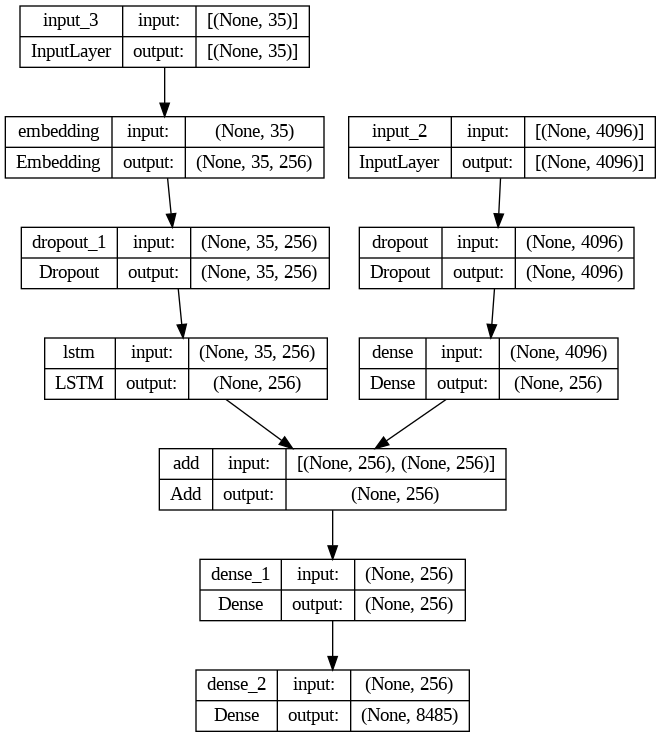 input_3 input: [(None, 35)]
InputLayer output: [(None, 35)]
embedding input: (None, 35)
Embedding output: (None, 35, 256)
input_2 input: [(None, 4096)]
InputLayer output: [(None, 4096)]
dropout_1 input: (None, 35, 256)
Dropout output: (None, 35, 256)
dropout input: (None, 4096)
Dropout output: (None, 4096)
lstm input: (None, 35, 256)
LSTM output: (None, 256)
dense input: (None, 4096)
Dense output: (None, 256)
add input: [(None, 256), (None, 256)]
Add output: (None, 256)
dense_1 input: (None, 256)
Dense output: (None, 256)
dense_2 input: (None, 256)
Dense output: (None, 8485)